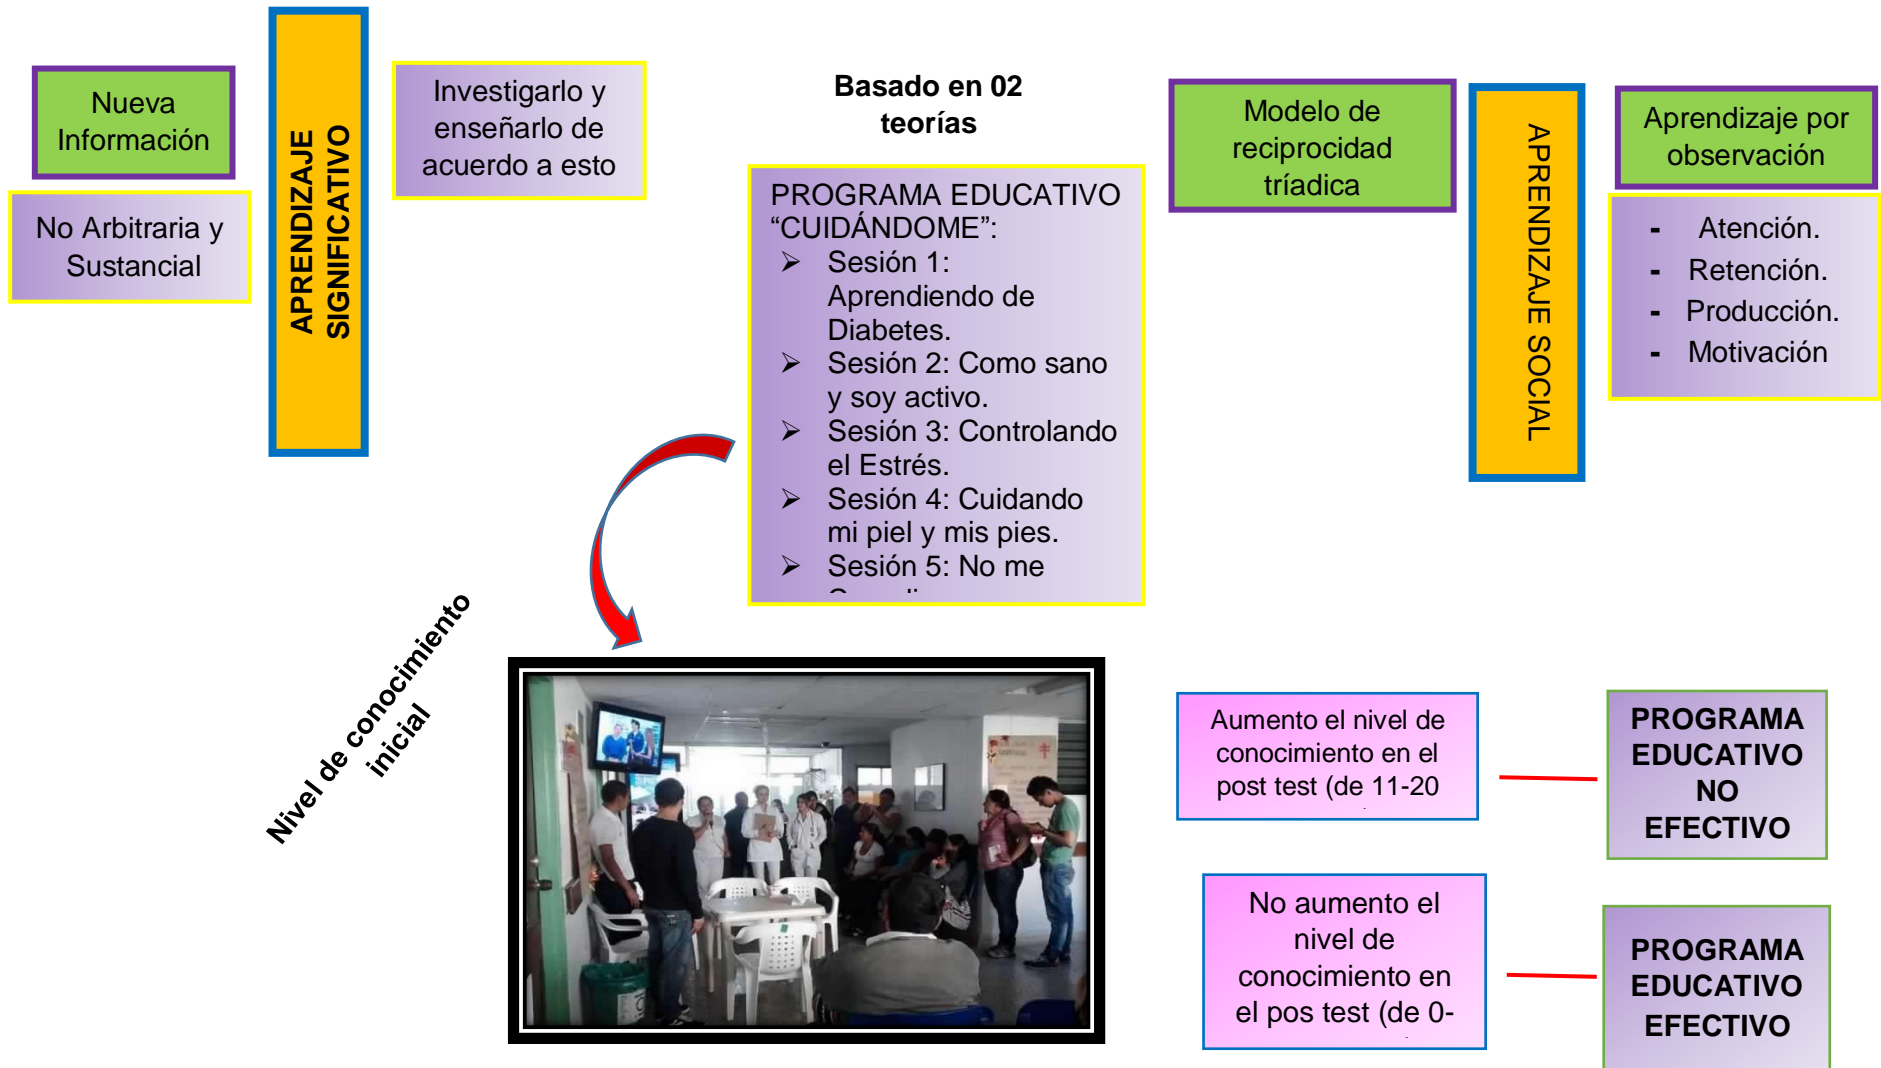 Nueva
Información
No Arbitraria y
Sustancial
APRENDIZAJE
SIGNIFICATIVO
Investigarlo y
enseñarlo de
acuerdo a esto
Basado en 02
teorías
PROGRAMA EDUCATIVO
“CUIDÁNDOME”:
➢ Sesión 1:
Aprendiendo de
Diabetes.
➢ Sesión 2: Como sano
y soy activo.
➢ Sesión 3: Controlando
el Estrés.
➢ Sesión 4: Cuidando
mi piel y mis pies.
➢ Sesión 5: No me
Modelo de
reciprocidad
tríadica
APRENDIZAJE SOCIAL
Aprendizaje por
observación
- Atención.
- Retención.
- Producción.
- Motivación
Nivel de conocimiento
inicial
Aumento el nivel de
conocimiento en el
post test (de 11-20
PROGRAMA
EDUCATIVO
NO
EFECTIVO
No aumento el
nivel de
conocimiento en
el pos test (de 0-
PROGRAMA
EDUCATIVO
EFECTIVO